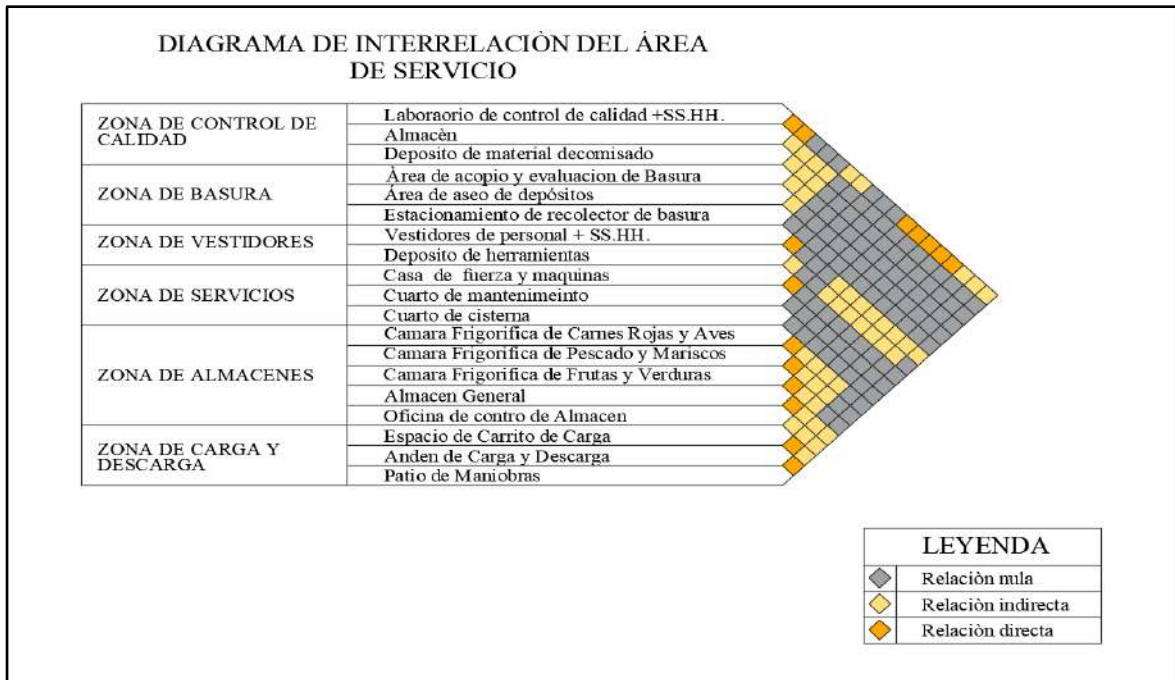 DIAGRAMA DE INTERRELACIÒN DEL ÁREA
DE SERVICIO
ZONA DE CONTROL DE
CALIDAD
Laboraorio de control de calidad +SS.HH.
Almacèn
Deposito de material decomisado
ZONA DE BASURA
Àrea de acopio y evaluacion de Basura
Área de aseo de depósitos
Estacionamiento de recolector de basura
ZONA DE VESTIDORES
Vestidores de personal + SS.HH.
Deposito de herramientas
ZONA DE SERVICIOS
Casa de fuerza y maquinas
Cuarto de mantenimeinto
Cuarto de cisterna
ZONA DE ALMACENES
Camara Frigorifica de Carnes Rojas y Aves
Camara Frigorifica de Pescado y Mariscos
Camara Frigorifica de Frutas y Verduras
Almacen General
Oficina de contro de Almacen
ZONA DE CARGA Y
DESCARGA
Espacio de Carrito de Carga
Anden de Carga y Descarga
Patio de Maniobras
LEYENDA
Relaciòn nula
Relaciòn indirecta
Relaciòn directa